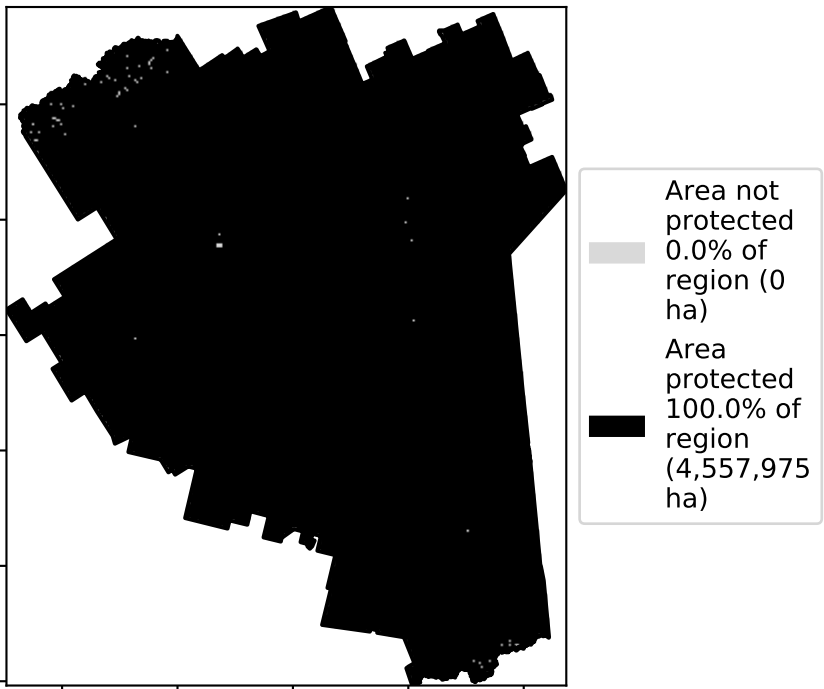 Area not
protected
0.0% of
region (0
ha)
Area
protected
100.0% of
region
(4,557,975
ha)